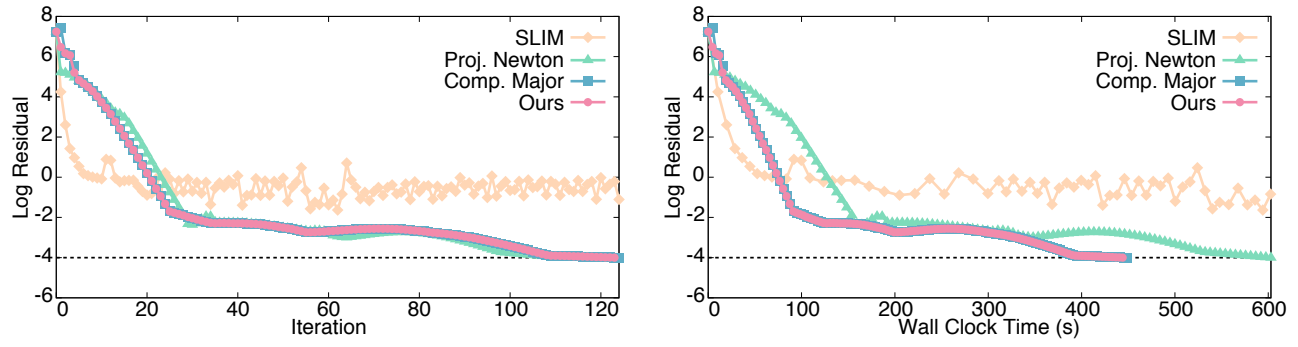 8
6
4
2
0
-2
-4
-6
Log Residual
0 20 40 60 80 100 120
Iteration
SLIM
Proj. Newton
Comp. Major
Ours
8
6
4
2
0
-2
-4
-6
Log Residual
0 100 200 300 400 500 600
Wall Clock Time (s)
SLIM
Proj. Newton
Comp. Major
Ours